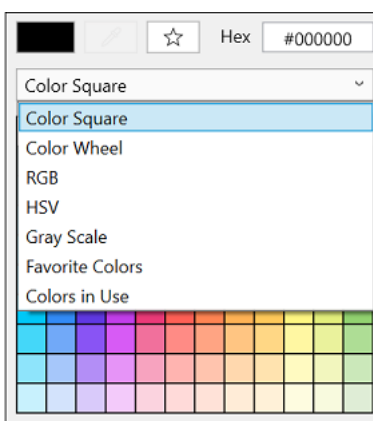 Hex #000000
Color Square
Color Square
Color Wheel
RGB
HSV
Gray Scale
Favorite Colors
Colors in Use